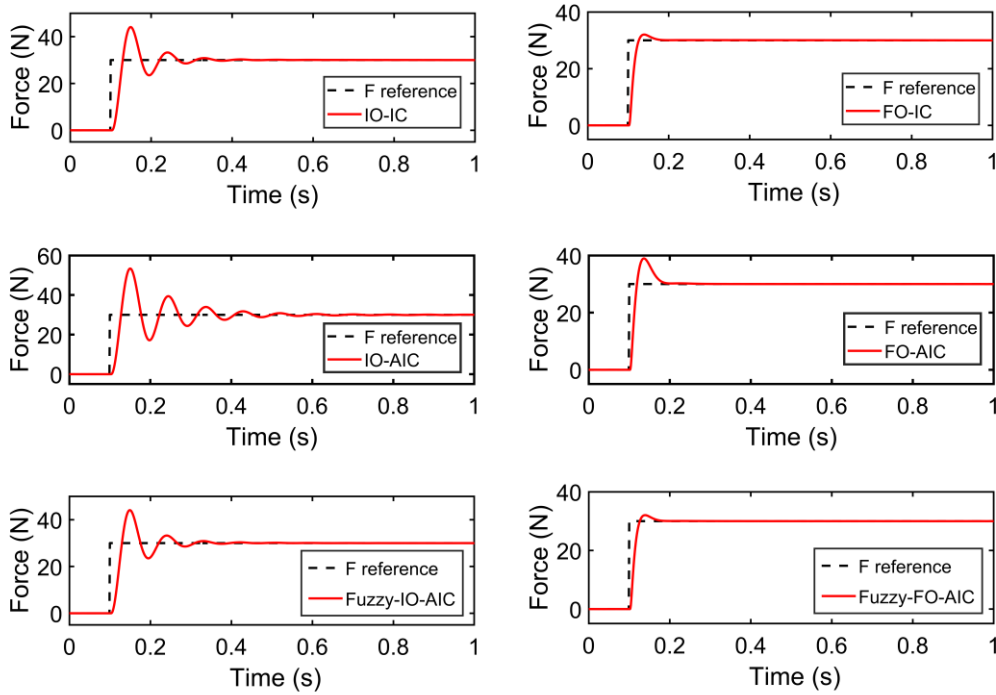 Force (N)
40
20
0
F reference
IO-IC
0 0.2 0.4 0.6 0.8 1
Time (s)
Force (N)
40
20
0
F reference
FO-IC
0 0.2 0.4 0.6 0.8 1
Time (s)
Force (N)
60
40
20
0
F reference
IO-AIC
0 0.2 0.4 0.6 0.8 1
Time (s)
Force (N)
40
20
0
F reference
FO-AIC
0 0.2 0.4 0.6 0.8 1
Time (s)
Force (N)
40
20
0
F reference
Fuzzy-IO-AIC
0 0.2 0.4 0.6 0.8 1
Time (s)
Force (N)
40
20
0
F reference
Fuzzy-FO-AIC
0 0.2 0.4 0.6 0.8 1
Time (s)